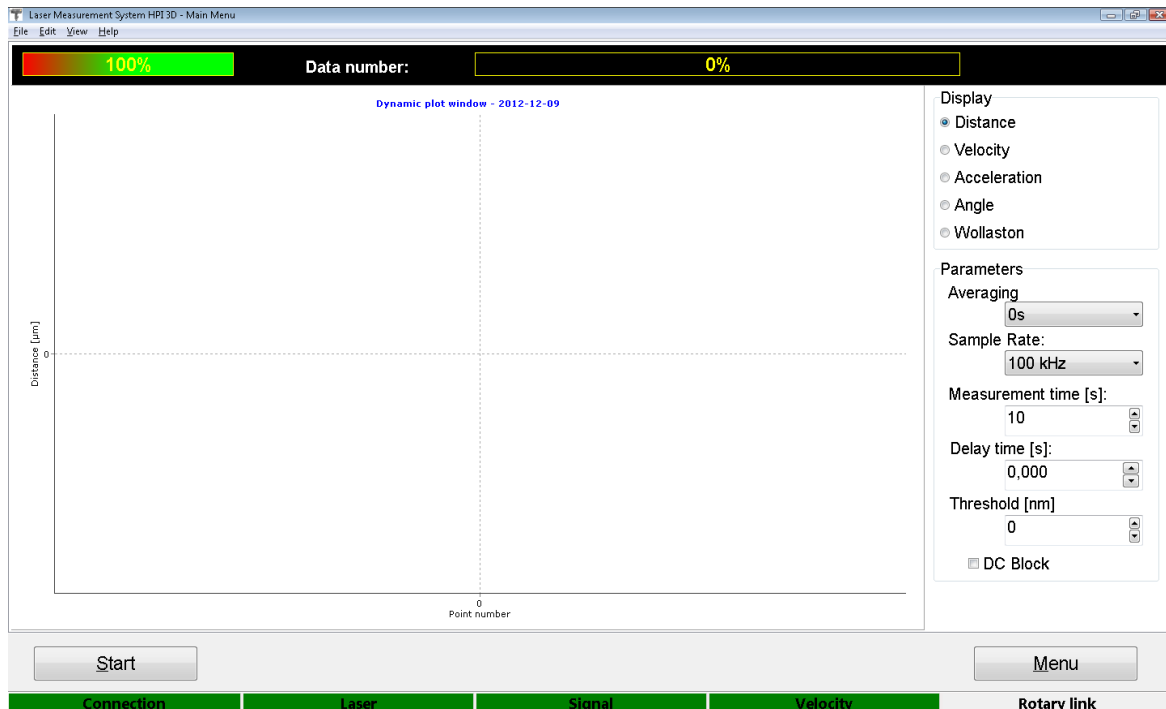 Laser Measurement System HPI 3D - Main Menu
File Edit View Help
100% Data number: 0%
Dynamic plot window - 2012-12-09
Distance [µm]
0
0
Point number
Display
Distance
Velocity
Acceleration
Angle
Wollaston
Parameters
Averaging
0s
Sample Rate:
100 kHz
Measurement time [s]:
10
Delay time [s]:
0,000
Threshold [nm]
0
DC Block
Start Menu
Connection Laser Signal Velocity Rotary link